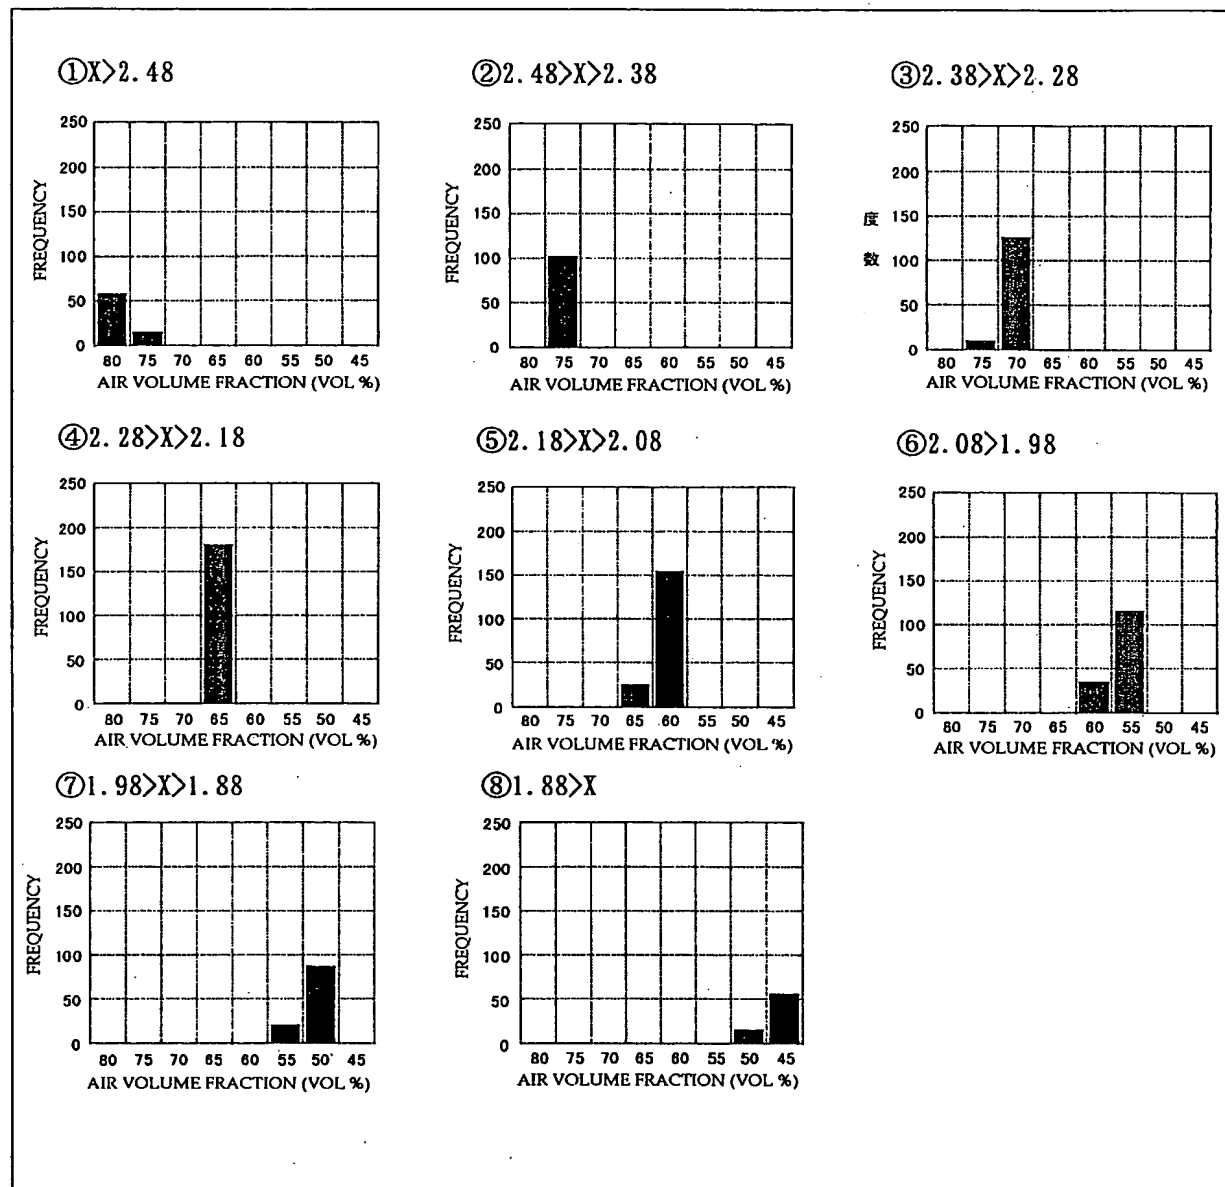 ①X>2.48
250
200
150
100
50
0
FREQUENCY
80 75 70 65 60 55 50 45
AIR VOLUME FRACTION (VOL %)
②2.48>X>2.38
250
200
150
100
50
0
FREQUENCY
80 75 70 65 60 55 50 45
AIR VOLUME FRACTION (VOL %)
③2.38>X>2.28
250
200
150
100
50
0
度
数
80 75 70 65 60 55 50 45
AIR VOLUME FRACTION (VOL %)
④2.28>X>2.18
250
200
150
100
50
0
FREQUENCY
80 75 70 65 60 55 50 45
AIR VOLUME FRACTION (VOL %)
⑤2.18>X>2.08
250
200
150
100
50
0
FREQUENCY
80 75 70 65 60 55 50 45
AIR VOLUME FRACTION (VOL %)
⑥2.08>1.98
250
200
150
100
50
0
FREQUENCY
80 75 70 65 60 55 50 45
AIR VOLUME FRACTION (VOL %)
⑦1.98>X>1.88
250
200
150
100
50
0
FREQUENCY
80 75 70 65 60 55 50 45
AIR VOLUME FRACTION (VOL %)
⑧1.88>X
250
200
150
100
50
0
FREQUENCY
80 75 70 65 60 55 50 45
AIR VOLUME FRACTION (VOL %)